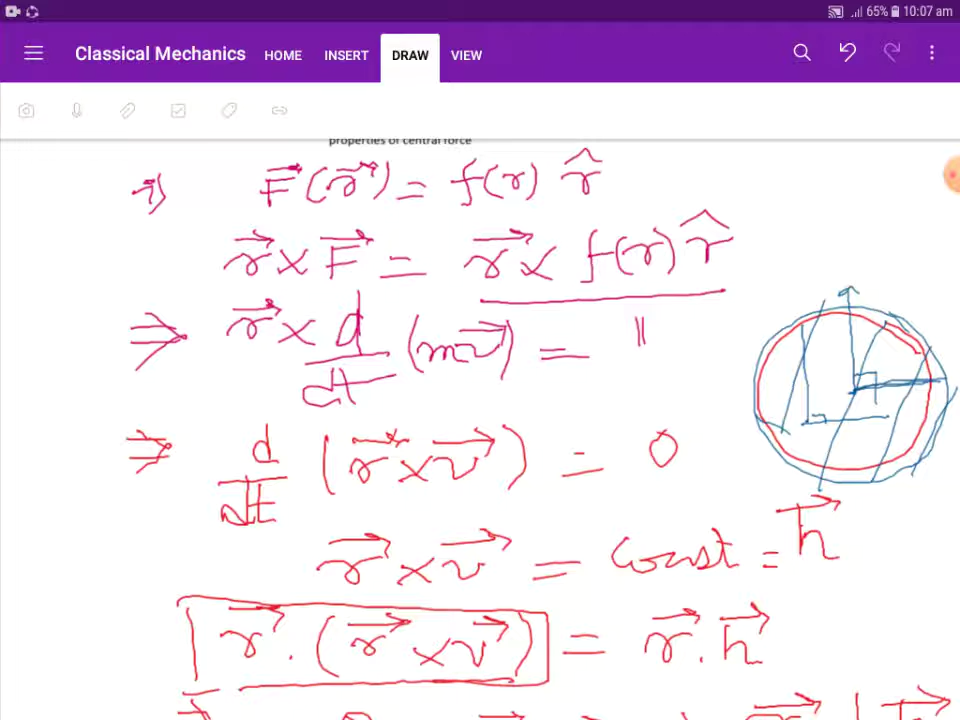 65% 10:07 am
Classical Mechanics HOME INSERT DRAW VIEW
properties of central force
F⃗(r⃗) = f(r) r̂
r⃗ × F⃗ = r⃗ × f(r) r̂
⇒ r⃗ × d/dt (mv⃗) =
⇒ d/dt (r⃗ × v⃗) = 0
r⃗ × v⃗ = const = h⃗
r⃗ . (r⃗ × v⃗) = r⃗ . h⃗